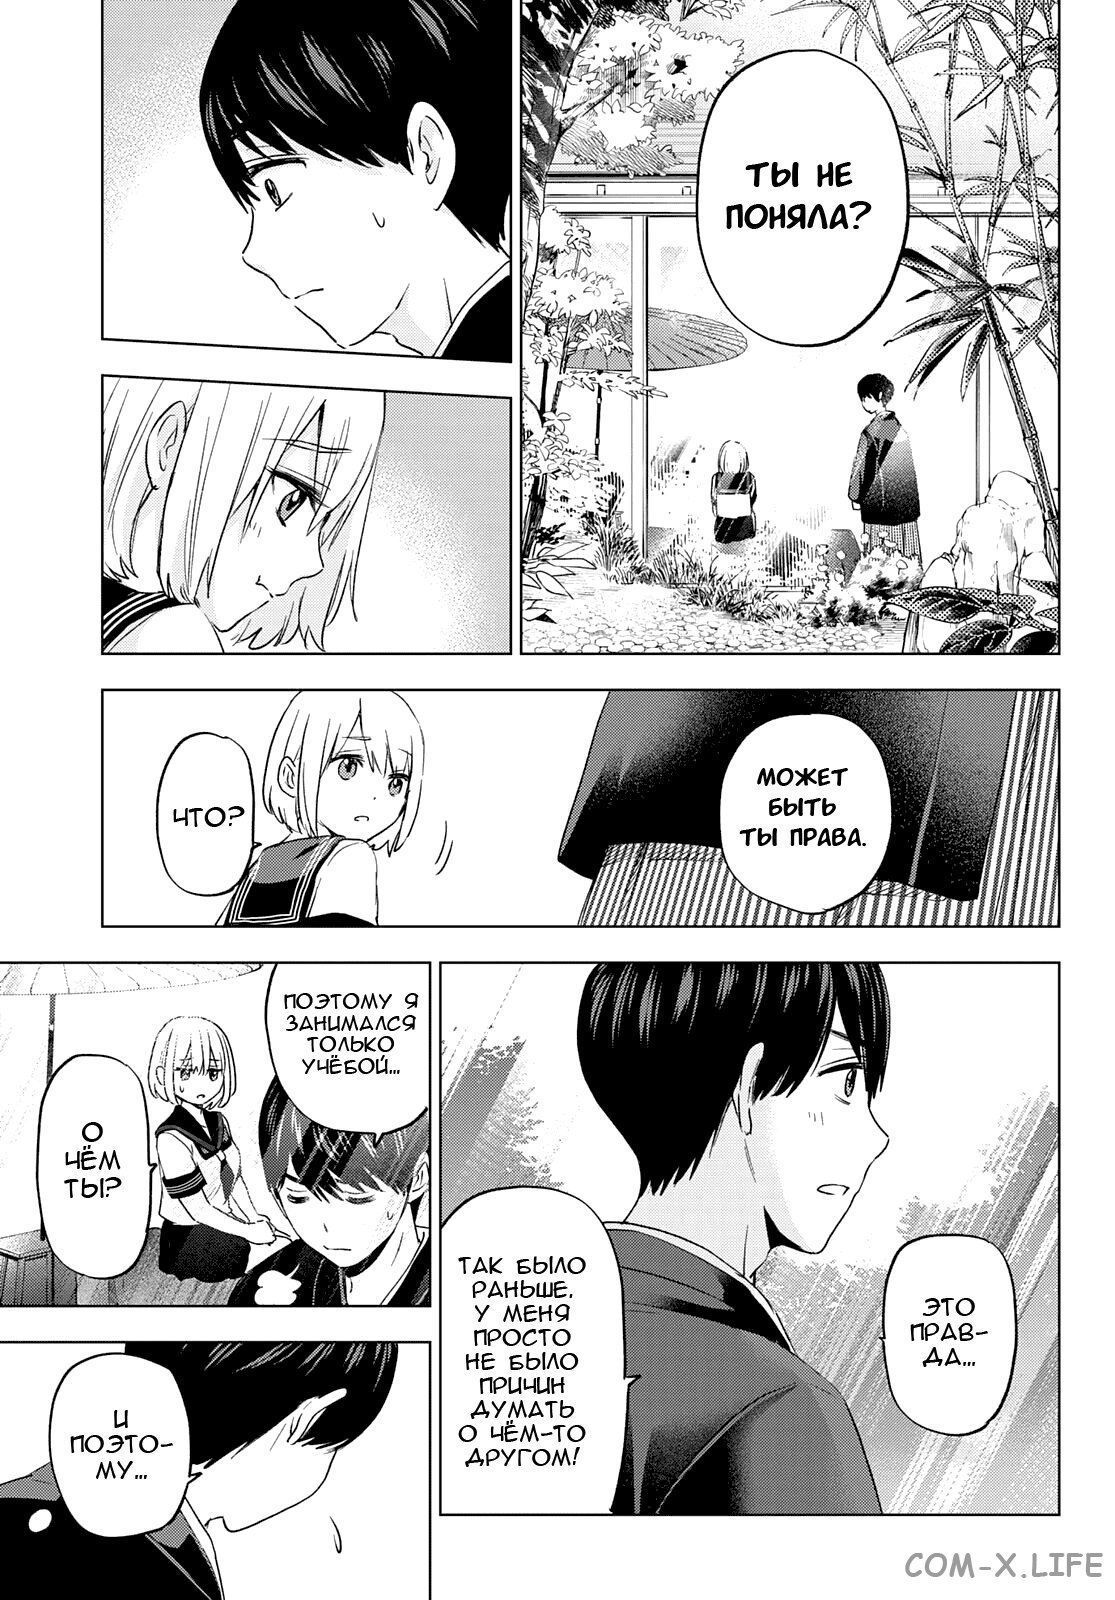 ТЫ НЕ
ПОНЯЛА?
МОЖЕТ
БЫТЬ
ТЫ ПРАВА.
ЧТО?
ЭТО
ПРАВ-
ДА...
ТАК БЫЛО
РАНЬШЕ,
У МЕНЯ
ПРОСТО
НЕ БЫЛО
ПРИЧИН
ДУМАТЬ
О ЧЁМ-ТО
ДРУГОМ!
ПОЭТОМУ Я
ЗАНИМАЛСЯ
ТОЛЬКО
УЧЁБОЙ...
О
ЧЁМ
ТЫ?
И
ПОЭТО-
МУ...
COM-X.LIFE